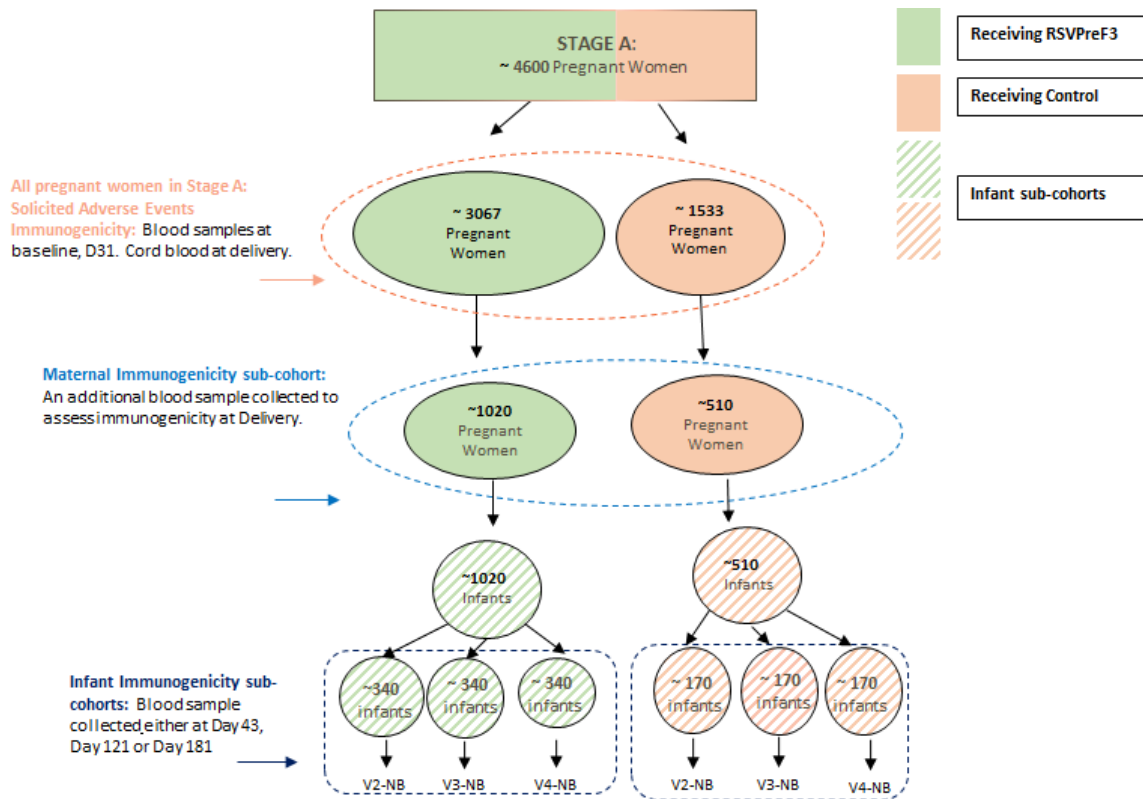 STAGE A:
~ 4600 Pregnant Women
Receiving RSVPreF3
Receiving Control
Infant sub-cohorts
All pregnant women in Stage A:
Solicited Adverse Events
Immunogenicity: Blood samples at
baseline, D31. Cord blood at delivery.
~ 3067
Pregnant
Women
~ 1533
Pregnant
Women
Maternal Immunogenicity sub-cohort:
An additional blood sample collected to
assess immunogenicity at Delivery.
~1020
Pregnant
Women
~510
Pregnant
Women
~1020
Infants
~510
Infants
Infant Immunogenicity sub-
cohorts: Blood sample
collected either at Day 43,
Day 121 or Day 181
~340
infants
~ 340
infants
~ 340
infants
~ 170
infants
~ 170
infants
~ 170
infants
V2-NB
V3-NB
V4-NB
V2-NB
V3-NB
V4-NB